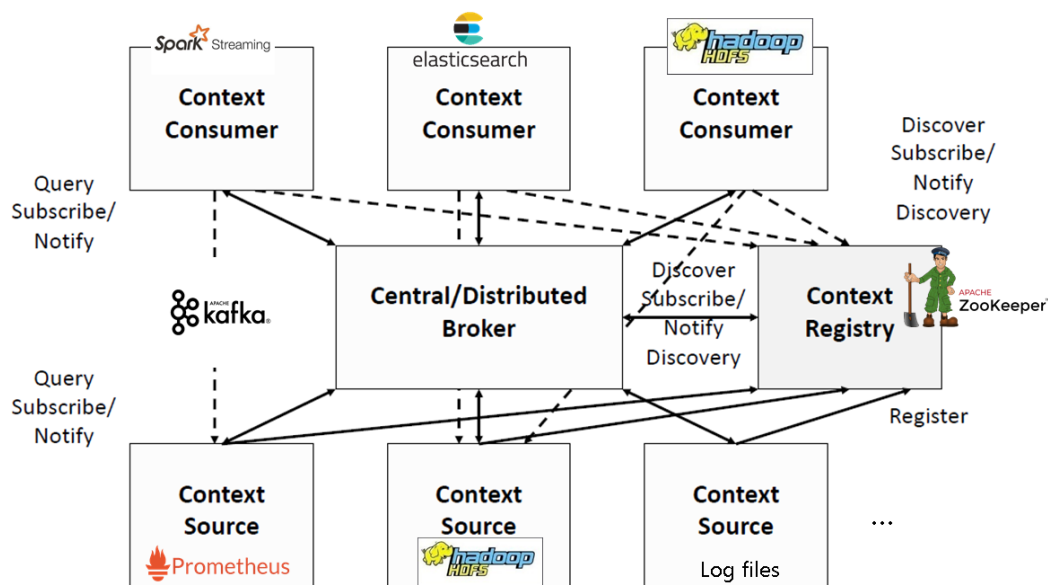 Spark Streaming
elasticsearch
hadoop
HDFS
Context
Consumer
Context
Consumer
Context
Consumer
Discover
Subscribe/
Notify
Discovery
Query
Subscribe/
Notify
APACHE
kafka®
Central/Distributed
Broker
Discover
Subscribe/
Notify
Discovery
Context
Registry
APACHE
ZooKeeper
Query
Subscribe/
Notify
Register
Context
Source
Prometheus
Context
Source
hadoop
HDFS
Context
Source
Log files
...